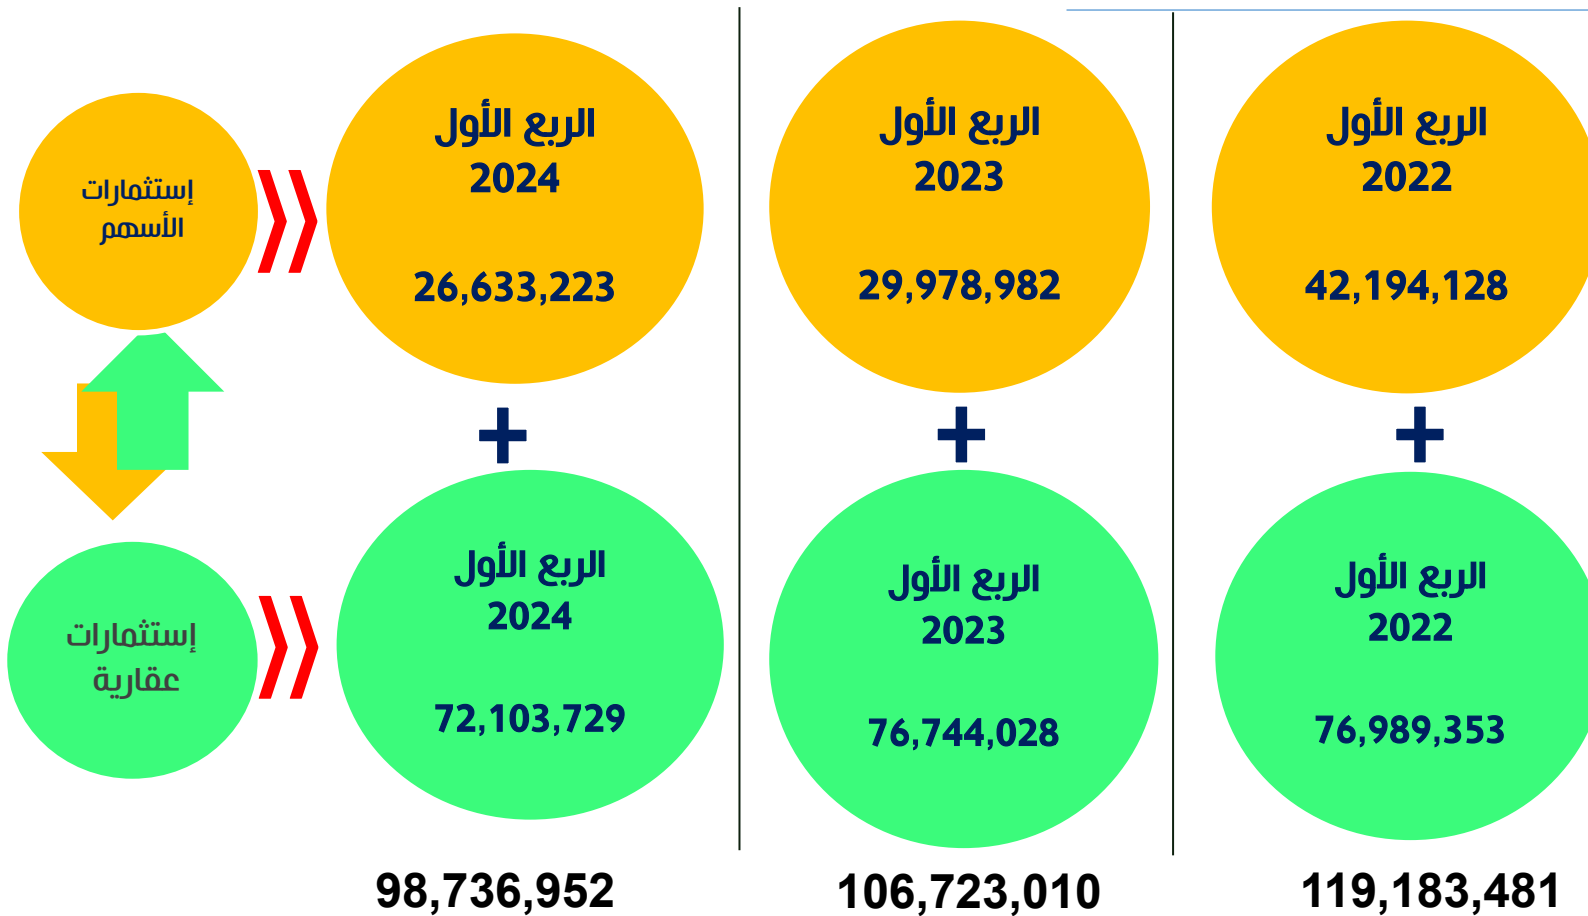 إستثمارات
الأسهم
الربع الأول
2024
26,633,223
الربع الأول
2023
29,978,982
الربع الأول
2022
42,194,128
+
+
+
إستثمارات
عقارية
الربع الأول
2024
72,103,729
الربع الأول
2023
76,744,028
الربع الأول
2022
76,989,353
98,736,952
106,723,010
119,183,481